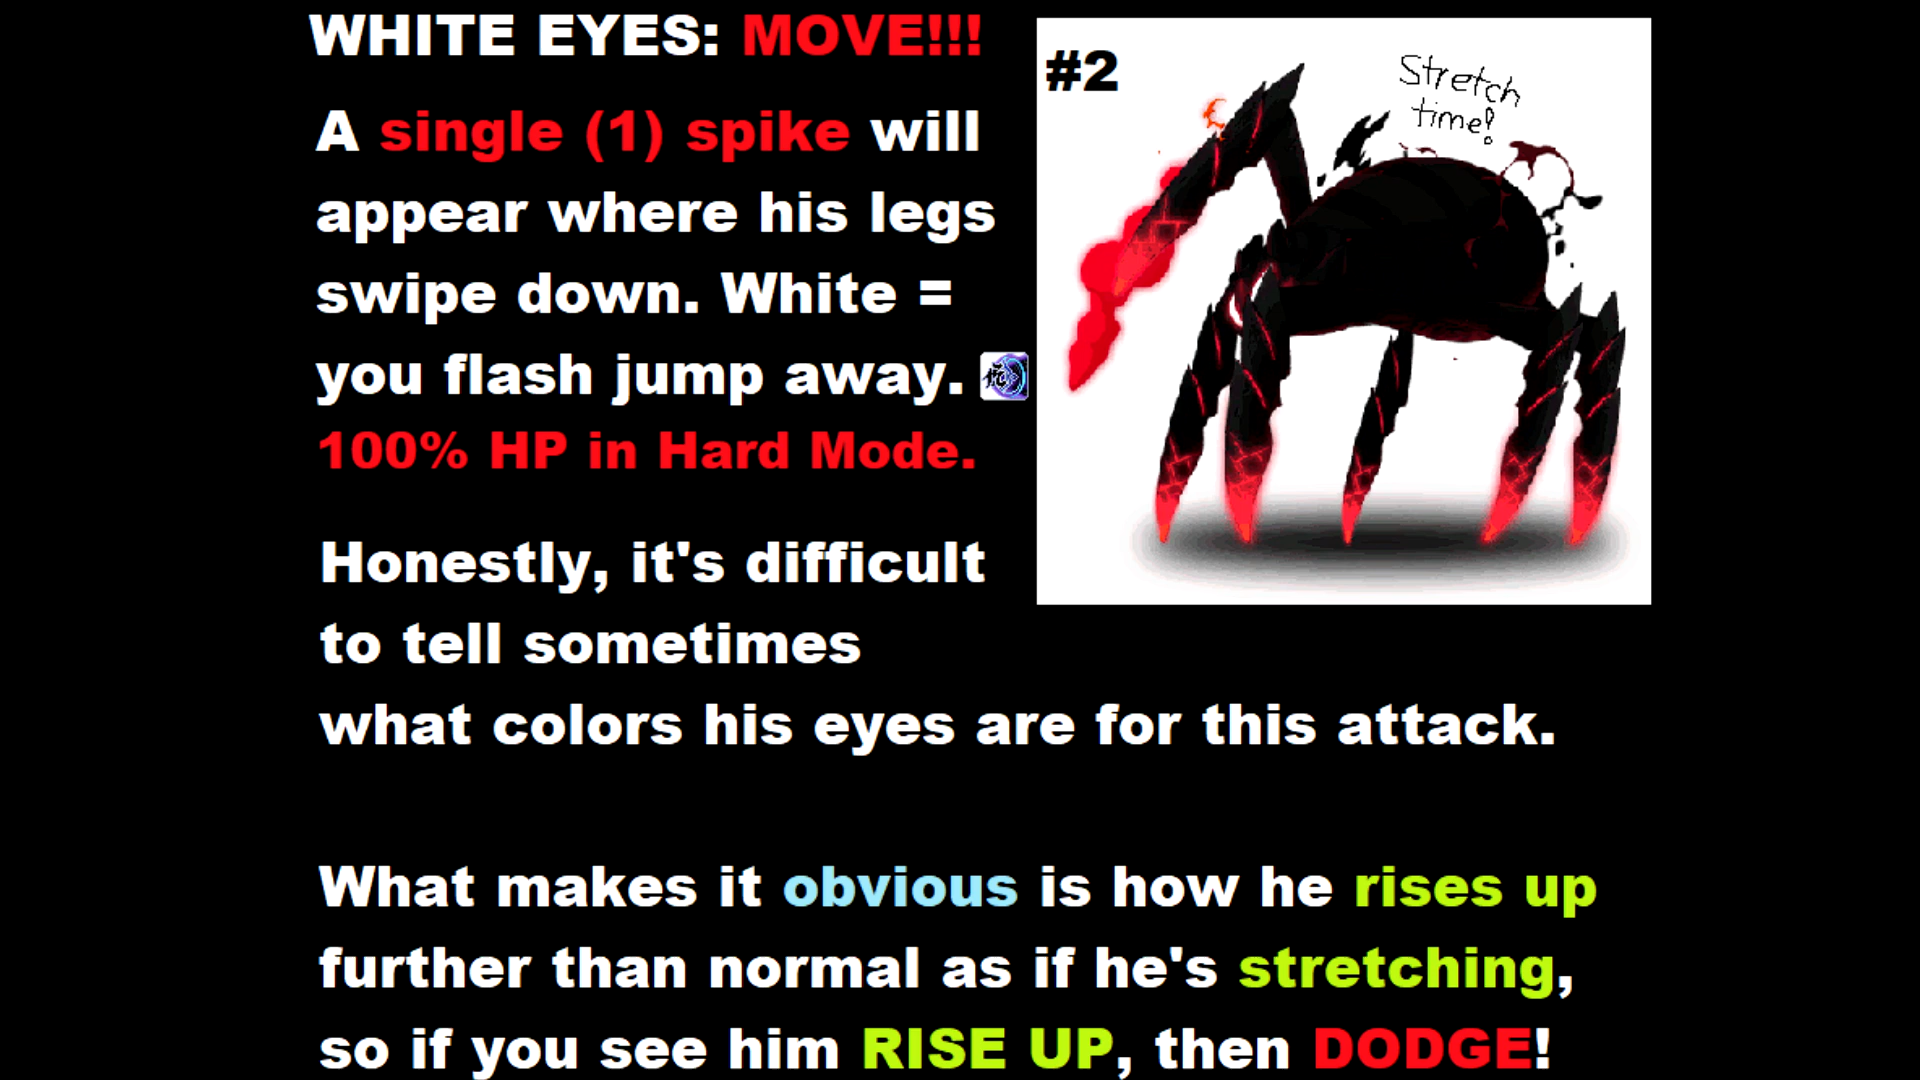 WHITE EYES: MOVE!!!
A single (1) spike will
appear where his legs
swipe down. White =
you flash jump away.
100% HP in Hard Mode.
#2
Stretch
time!
Honestly, it's difficult
to tell sometimes
what colors his eyes are for this attack.
What makes it obvious is how he rises up
further than normal as if he's stretching,
so if you see him RISE UP, then DODGE!